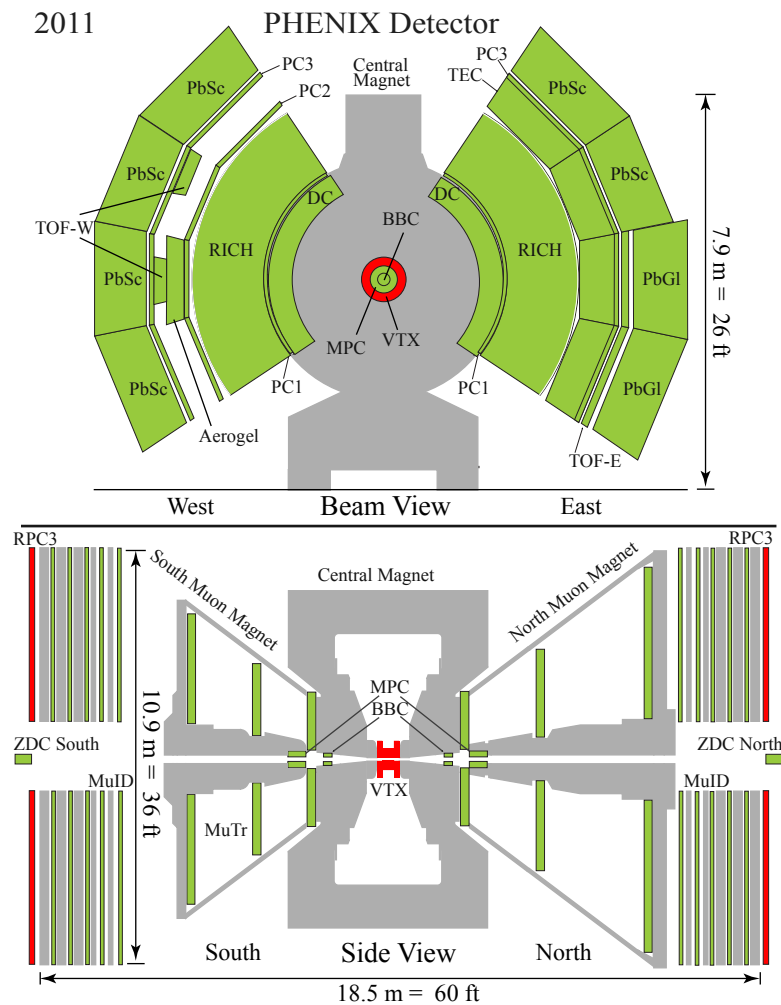 2011
PHENIX Detector
PC3
PC2
Central
Magnet
TEC
PC3
PbSc
PbSc
PbSc
PbSc
DC
DC
BBC
TOF-W
RICH
RICH
PbSc
PbGl
7.9 m = 26 ft
MPC
VTX
PbSc
PC1
PC1
PbGl
Aerogel
TOF-E
West
Beam View
East
RPC3
RPC3
South Muon Magnet
Central Magnet
North Muon Magnet
MPC
BBC
10.9 m = 36 ft
ZDC South
ZDC North
MuID
VTX
MuID
MuTr
South
Side View
North
18.5 m = 60 ft